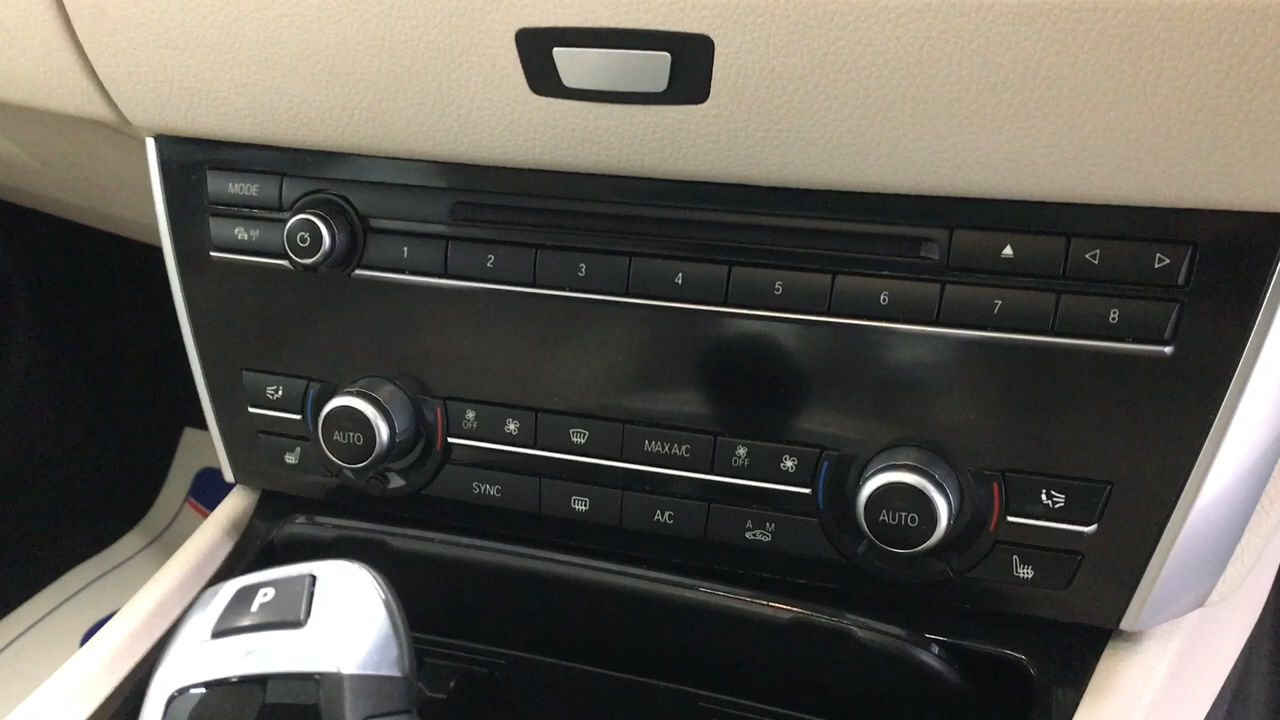 MODE
1 2 3 4 5 6 7 8
AUTO OFF MAX A/C OFF
SYNC A/C A M AUTO
P